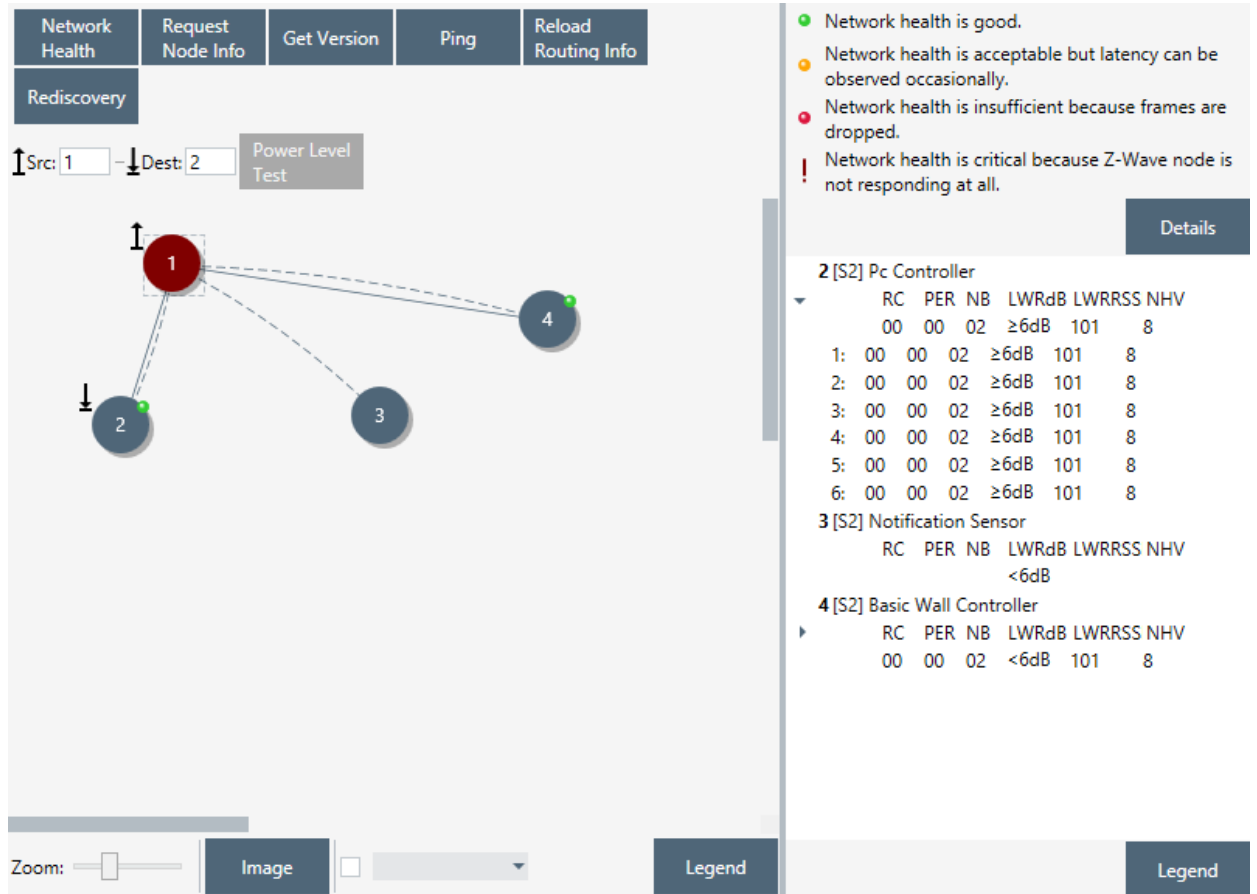 Network
Health
Request
Node Info
Get Version
Ping
Reload
Routing Info
Rediscovery
Src: 1
Dest: 2
Power Level
Test
1
4
2
3
Zoom:
Image
Legend
Network health is good.
Network health is acceptable but latency can be
observed occasionally.
Network health is insufficient because frames are
dropped.
! Network health is critical because Z-Wave node is
not responding at all.
Details
2 [S2] Pc Controller
RC PER NB LWRdB LWRRSS NHV
00 00 02 ≥6dB 101 8
1: 00 00 02 ≥6dB 101 8
2: 00 00 02 ≥6dB 101 8
3: 00 00 02 ≥6dB 101 8
4: 00 00 02 ≥6dB 101 8
5: 00 00 02 ≥6dB 101 8
6: 00 00 02 ≥6dB 101 8
3 [S2] Notification Sensor
RC PER NB LWRdB LWRRSS NHV
<6dB
4 [S2] Basic Wall Controller
RC PER NB LWRdB LWRRSS NHV
00 00 02 <6dB 101 8
Legend